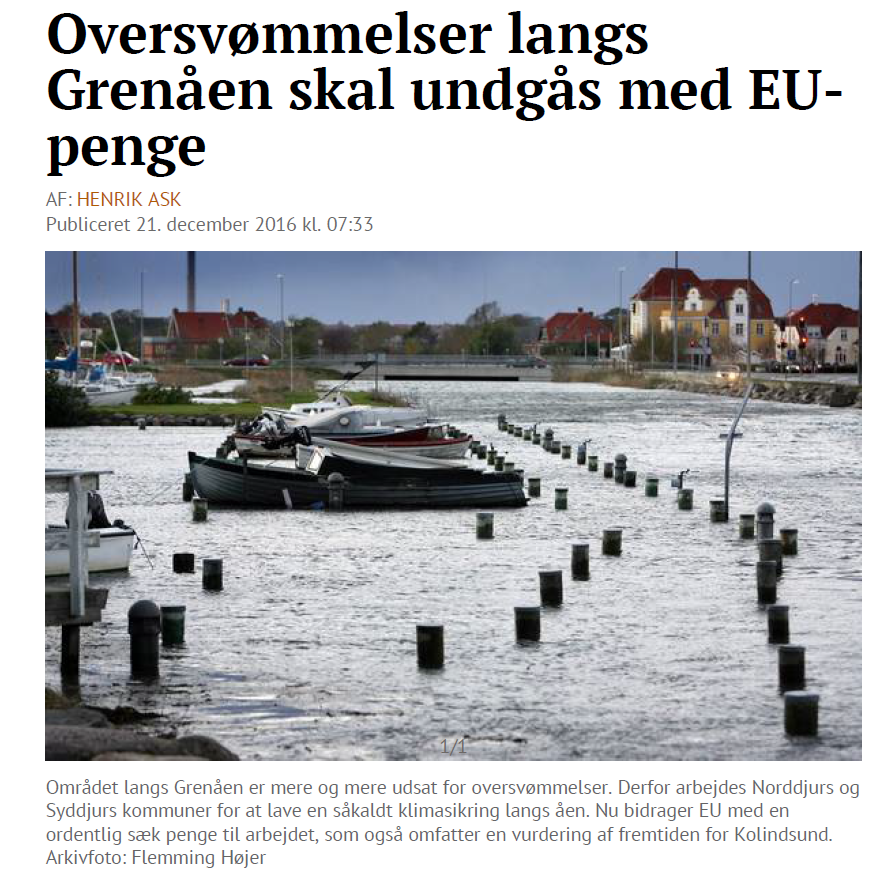 Oversvømmelser langs
Grenåen skal undgås med EU-
penge
AF: HENRIK ASK
Publiceret 21. december 2016 kl. 07:33
1/1
Området langs Grenåen er mere og mere udsat for oversvømmelser. Derfor arbejdes Norddjurs og
Syddjurs kommuner for at lave en såkaldt klimasikring langs åen. Nu bidrager EU med en
ordentlig sæk penge til arbejdet, som også omfatter en vurdering af fremtiden for Kolindsund.
Arkivfoto: Flemming Højer